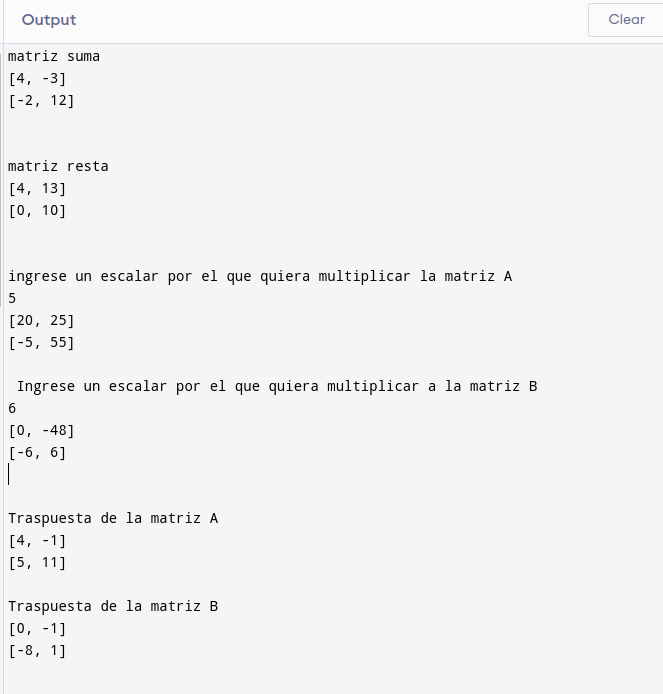 Output
Clear
matriz suma
[4, -3]
[-2, 12]
matriz resta
[4, 13]
[0, 10]
ingrese un escalar por el que quiera multiplicar la matriz A
5
[20, 25]
[-5, 55]
Ingrese un escalar por el que quiera multiplicar a la matriz B
6
[0, -48]
[-6, 6]
Traspuesta de la matriz A
[4, -1]
[5, 11]
Traspuesta de la matriz B
[0, -1]
[-8, 1]